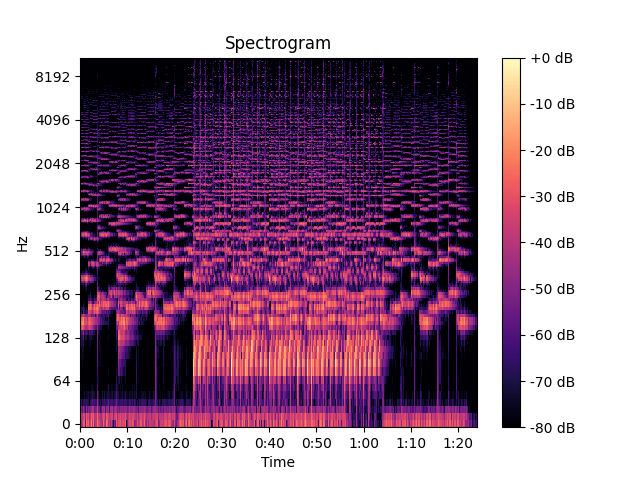 Spectrogram
Hz
8192
4096
2048
1024
512
256
128
64
0
0:00 0:10 0:20 0:30 0:40 0:50 1:00 1:10 1:20
Time
+0 dB
-10 dB
-20 dB
-30 dB
-40 dB
-50 dB
-60 dB
-70 dB
-80 dB